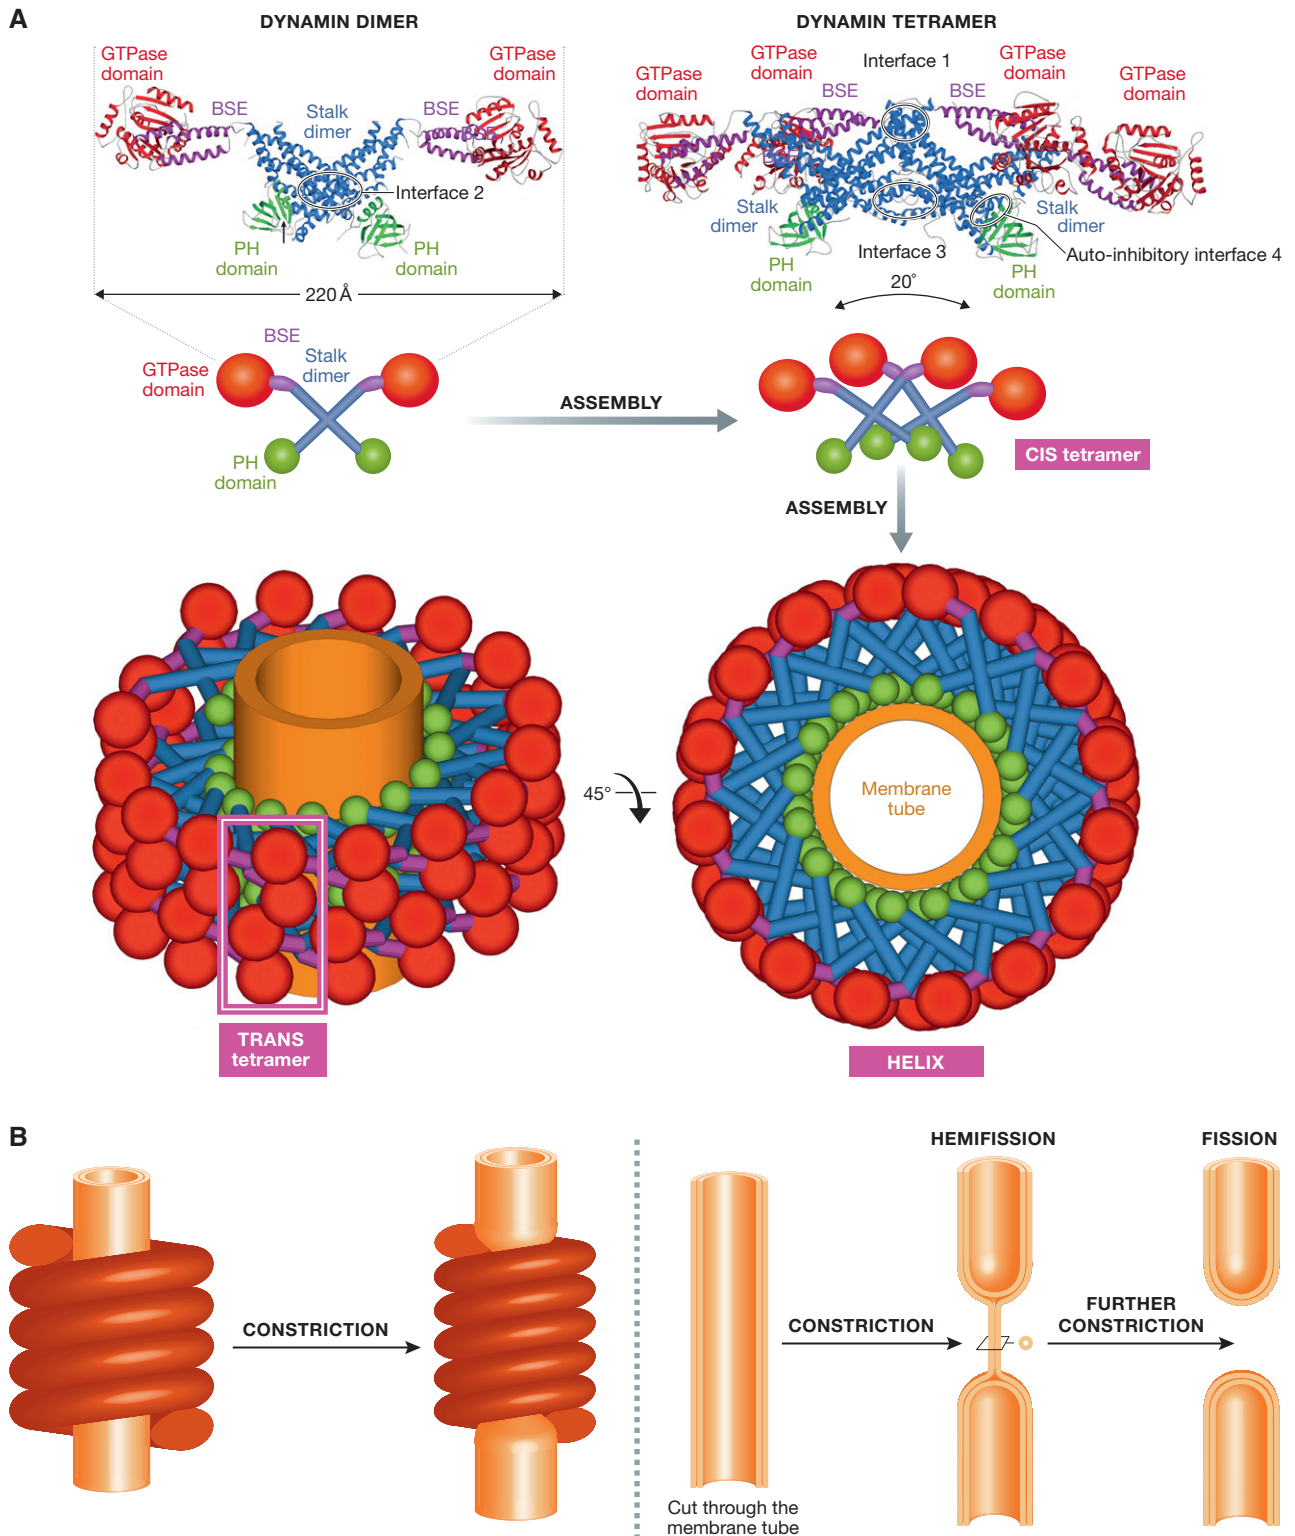 A
DYNAMIN DIMER
DYNAMIN TETRAMER
GTPase
domain
BSE
Stalk
dimer
BSE
BSE
GTPase
domain
Interface 2
PH
domain
PH
domain
220 Å
GTPase
domain
GTPase
domain
BSE
Interface 1
BSE
GTPase
domain
GTPase
domain
Stalk
dimer
PH
domain
Interface 3
Stalk
dimer
Auto-inhibitory interface 4
PH
domain
20°
BSE
GTPase
domain
Stalk
dimer
PH
domain
ASSEMBLY
CIS tetramer
ASSEMBLY
45°
Membrane
tube
TRANS
tetramer
HELIX
B
CONSTRICTION
HEMIFISSION
FISSION
CONSTRICTION
FURTHER
CONSTRICTION
Cut through the
membrane tube